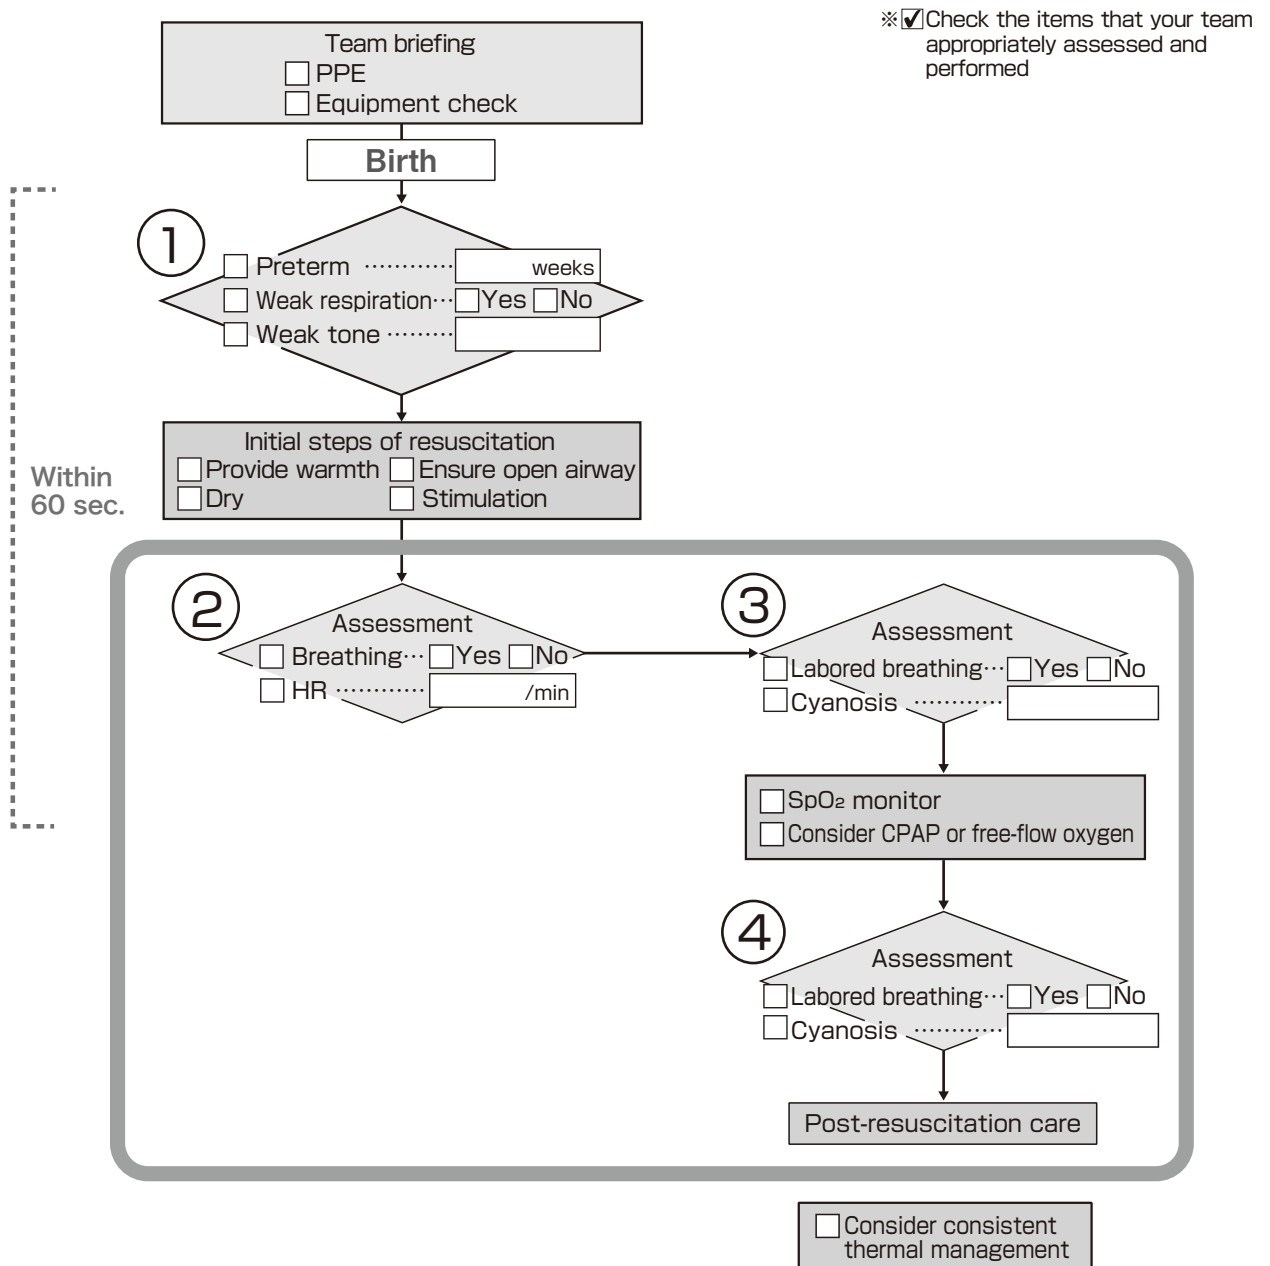 ※☑Check the items that your team
appropriately assessed and
performed
Team briefing
☐PPE
☐Equipment check
Birth
①
☐Preterm ………… weeks
☐Weak respiration…☐Yes ☐No
☐Weak tone ………
Initial steps of resuscitation
☐Provide warmth ☐Ensure open airway
☐Dry ☐Stimulation
Within
60 sec.
②
Assessment
☐Breathing…☐Yes ☐No
☐HR ………… /min
③
Assessment
☐Labored breathing…☐Yes ☐No
☐Cyanosis …………
☐SpO₂ monitor
☐Consider CPAP or free-flow oxygen
④
Assessment
☐Labored breathing…☐Yes ☐No
☐Cyanosis …………
Post-resuscitation care
☐Consider consistent
thermal management